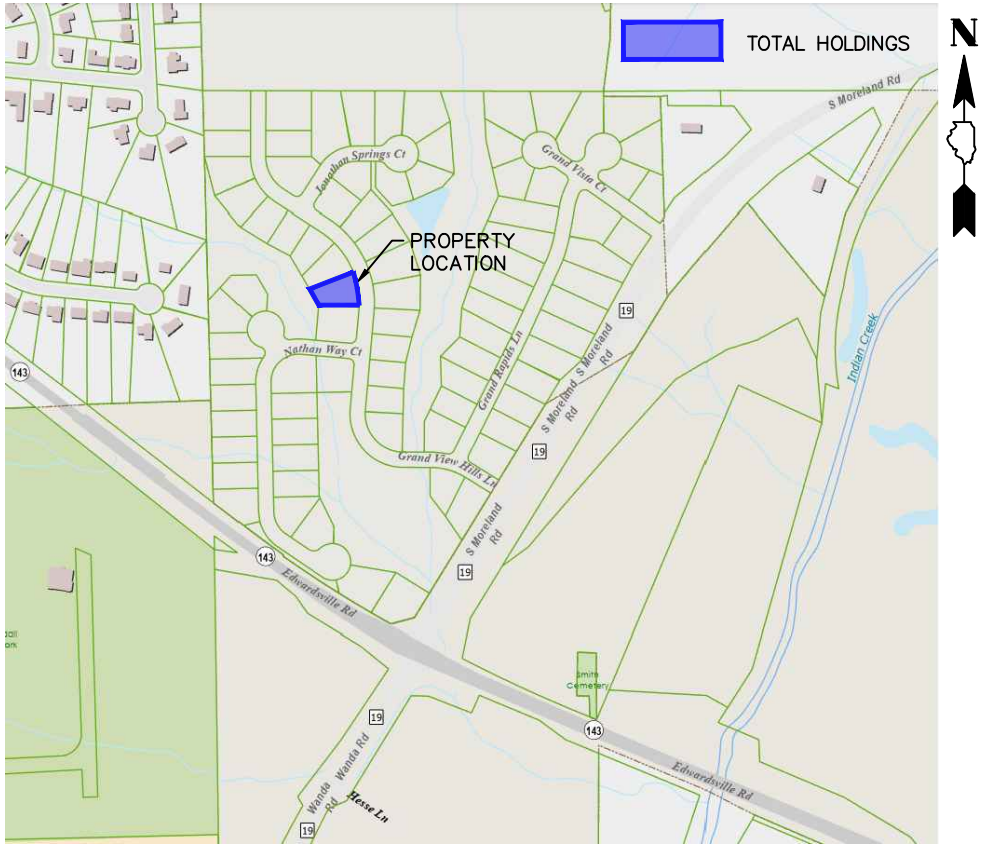 TOTAL HOLDINGS
N
S Moreland Rd
Jonathan Springs Ct
Grand Vista Ct
PROPERTY
LOCATION
19
Indian Creek
Nathan Way Ct
Grand Rapids Ln
S Moreland
Rd
143
S Moreland
Rd
19
Grand View Hills Ln
S Moreland
Rd
143
19
Edwardsville Rd
Smith
Cemetery
19
143
Wanda Rd
Edwardsville Rd
Wanda
Rd
Hesse Ln
19